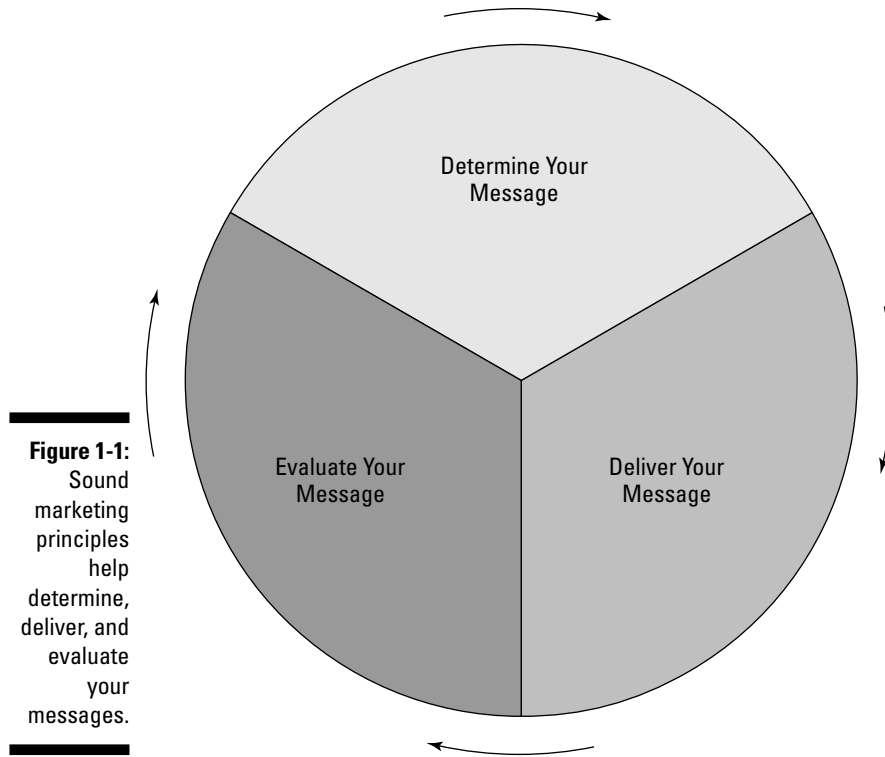 Determine Your
Message
Evaluate Your
Message
Deliver Your
Message
Figure 1-1:
Sound
marketing
principles
help
determine,
deliver, and
evaluate
your
messages.